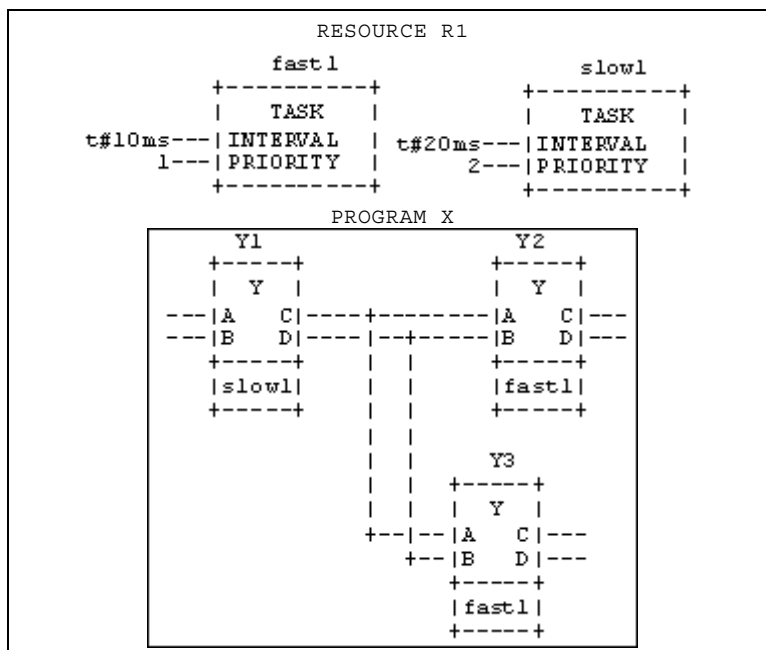 RESOURCE R1
fast1 slow1
+----------+ +----------+
| TASK | | TASK |
t#10ms---|INTERVAL | t#20ms---|INTERVAL |
1---|PRIORITY | 2---|PRIORITY |
+----------+ +----------+
PROGRAM X
Y1 Y2
+-----+ +-----+
| Y | | Y |
---|A C|----+--------|A C|---
---|B D|----|--+-----|B D|---
+-----+ | | +-----+
|slow1| | | |fast1|
+-----+ | | +-----+
| |
| | Y3
| | +-----+
| | | Y |
+--|--|A C|---
+--|B D|---
+-----+
|fast1|
+-----+